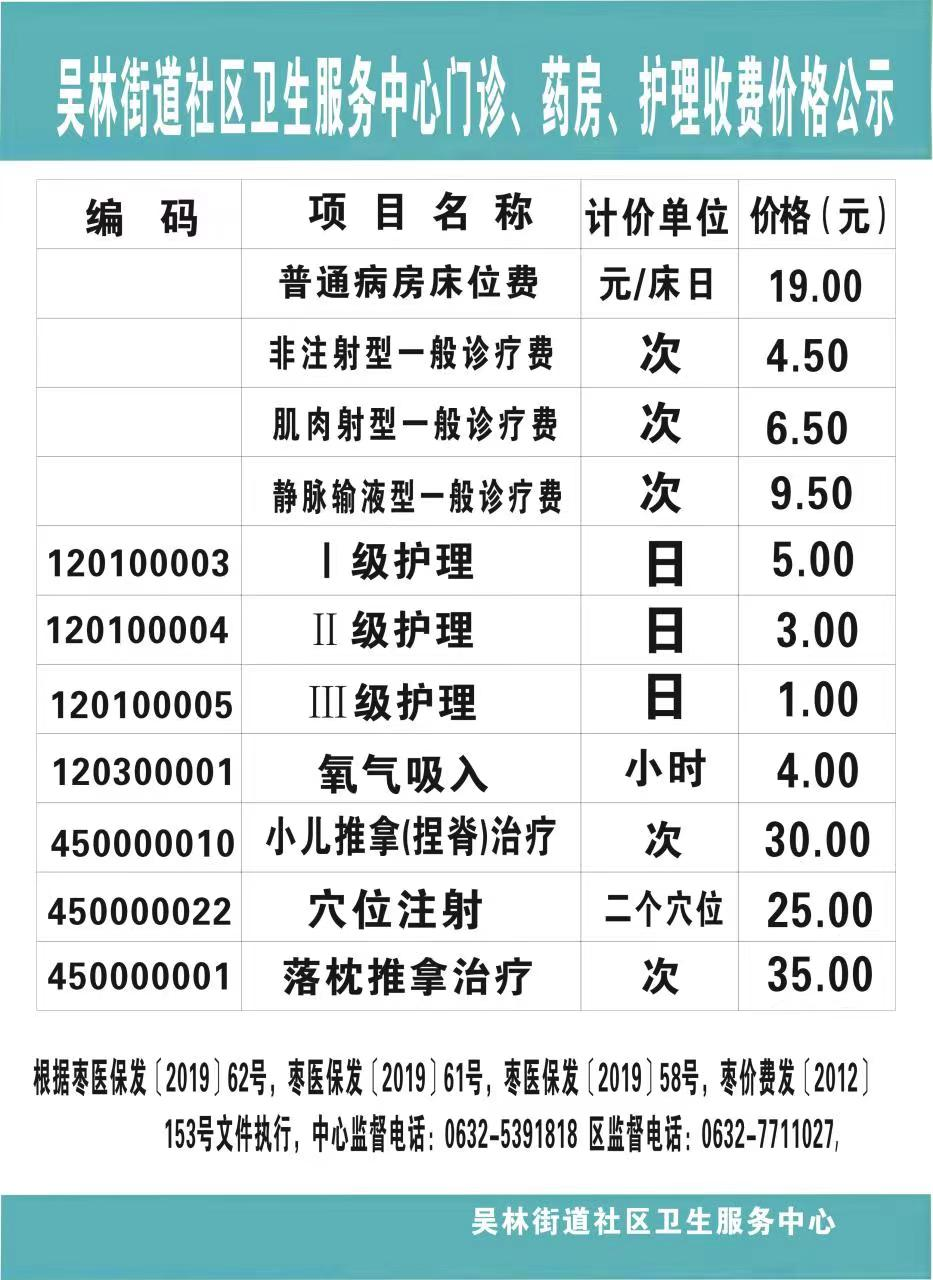 吴林街道社区卫生服务中心门诊、药房、护理收费价格公示
编 码 项 目 名 称 计价单位 价格(元)
普通病房床位费 元/床日 19.00
非注射型一般诊疗费 次 4.50
肌肉射型一般诊疗费 次 6.50
静脉输液型一般诊疗费 次 9.50
120100003 Ⅰ级护理 日 5.00
120100004 Ⅱ级护理 日 3.00
120100005 Ⅲ级护理 日 1.00
120300001 氧气吸入 小时 4.00
450000010 小儿推拿(捏脊)治疗 次 30.00
450000022 穴位注射 二个穴位 25.00
450000001 落枕推拿治疗 次 35.00
根据枣医保发〔2019〕62号,枣医保发〔2019〕61号,枣医保发〔2019〕58号,枣价费发〔2012〕
153号文件执行,中心监督电话:0632-5391818 区监督电话:0632-7711027,
吴林街道社区卫生服务中心